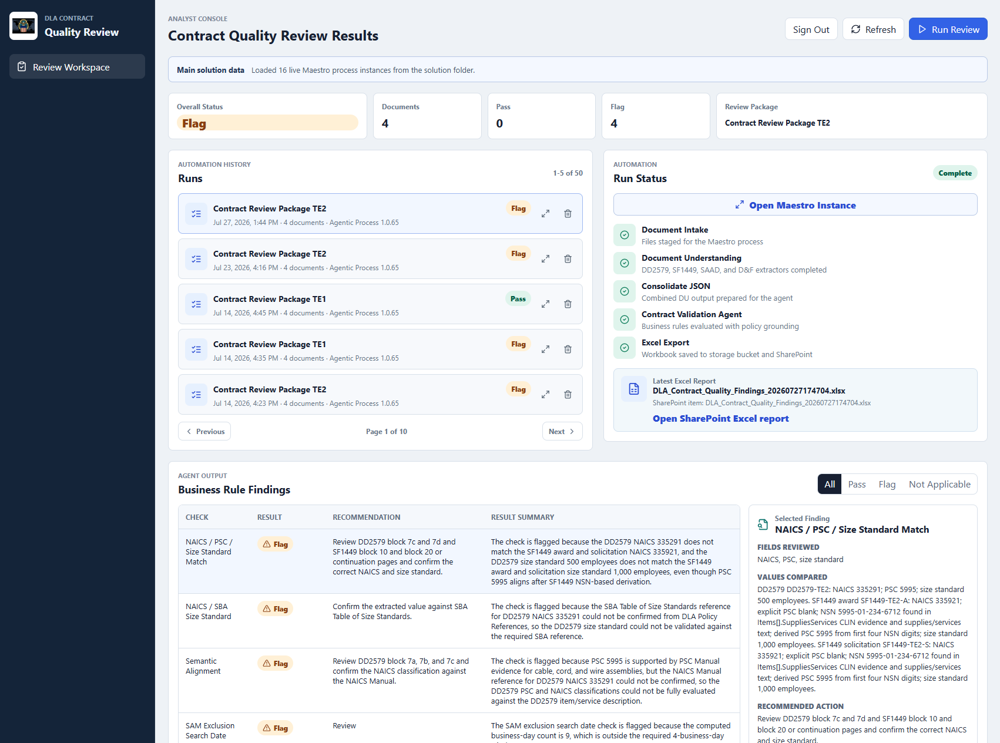 DLA CONTRACT
Quality Review
Review Workspace
ANALYST CONSOLE
Contract Quality Review Results
Sign Out
Refresh
Run Review
Main solution data Loaded 16 live Maestro process instances from the solution folder.
Overall Status
Flag
Documents
4
Pass
0
Flag
4
Review Package
Contract Review Package TE2
AUTOMATION HISTORY
Runs
1-5 of 50
Contract Review Package TE2
Jul 27, 2026, 1:44 PM · 4 documents · Agentic Process 1.0.65
Flag
Contract Review Package TE2
Jul 23, 2026, 4:16 PM · 4 documents · Agentic Process 1.0.65
Flag
Contract Review Package TE1
Jul 14, 2026, 4:45 PM · 4 documents · Agentic Process 1.0.65
Pass
Contract Review Package TE1
Jul 14, 2026, 4:35 PM · 4 documents · Agentic Process 1.0.65
Flag
Contract Review Package TE2
Jul 14, 2026, 4:23 PM · 4 documents · Agentic Process 1.0.65
Flag
Previous
Page 1 of 10
Next
AUTOMATION
Run Status
Complete
Open Maestro Instance
Document Intake
Files staged for the Maestro process
Document Understanding
DD2579, SF1449, SAAD, and D&F extractors completed
Consolidate JSON
Combined DU output prepared for the agent
Contract Validation Agent
Business rules evaluated with policy grounding
Excel Export
Workbook saved to storage bucket and SharePoint
Latest Excel Report
DLA_Contract_Quality_Findings_20260727174704.xlsx
SharePoint item: DLA_Contract_Quality_Findings_20260727174704.xlsx
Open SharePoint Excel report
AGENT OUTPUT
Business Rule Findings
All
Pass
Flag
Not Applicable
CHECK
RESULT
RECOMMENDATION
RESULT SUMMARY
NAICS / PSC /
Size Standard
Match
Flag
Review DD2579 block 7c and 7d and
SF1449 block 10 and block 20 or
continuation pages and confirm the
correct NAICS and size standard.
The check is flagged because the DD2579 NAICS 335291 does not
match the SF1449 award and solicitation NAICS 335921, and the
DD2579 size standard 500 employees does not match the SF1449
award and solicitation size standard 1,000 employees, even though PSC
5995 aligns after SF1449 NSN-based derivation.
NAICS / SBA
Size Standard
Flag
Confirm the extracted value against SBA
Table of Size Standards.
The check is flagged because the SBA Table of Size Standards reference
for DD2579 NAICS 335291 could not be confirmed from DLA Policy
References, so the DD2579 size standard could not be validated against
the required SBA reference.
Semantic
Alignment
Flag
Review DD2579 block 7a, 7b, and 7c and
confirm the NAICS classification against
the NAICS Manual.
The check is flagged because PSC 5995 is supported by PSC Manual
evidence for cable, cord, and wire assemblies, but the NAICS Manual
reference for DD2579 NAICS 335291 could not be confirmed, so the
DD2579 PSC and NAICS classifications could not be fully evaluated
against the DD2579 item/service description.
SAM Exclusion
Search Date
Flag
Review
The SAM exclusion search date check is flagged because the computed
business-day count is 9, which is outside the required 4-business-day
Selected Finding
NAICS / PSC / Size Standard Match
FIELDS REVIEWED
NAICS, PSC, size standard
VALUES COMPARED
DD2579 DD2579-TE2: NAICS 335291; PSC 5995; size standard
500 employees. SF1449 award SF1449-TE2-A: NAICS 335921;
explicit PSC blank; NSN 5995-01-234-6712 found in
Items[].SuppliesServices CLIN evidence and supplies/services
text; derived PSC 5995 from first four NSN digits; size standard
1,000 employees. SF1449 solicitation SF1449-TE2-S: NAICS
335921; explicit PSC blank; NSN 5995-01-234-6712 found in
Items[].SuppliesServices CLIN evidence and supplies/services
text; derived PSC 5995 from first four NSN digits; size standard
1,000 employees.
RECOMMENDED ACTION
Review DD2579 block 7c and 7d and SF1449 block 10 and
block 20 or continuation pages and confirm the correct NAICS
and size standard.